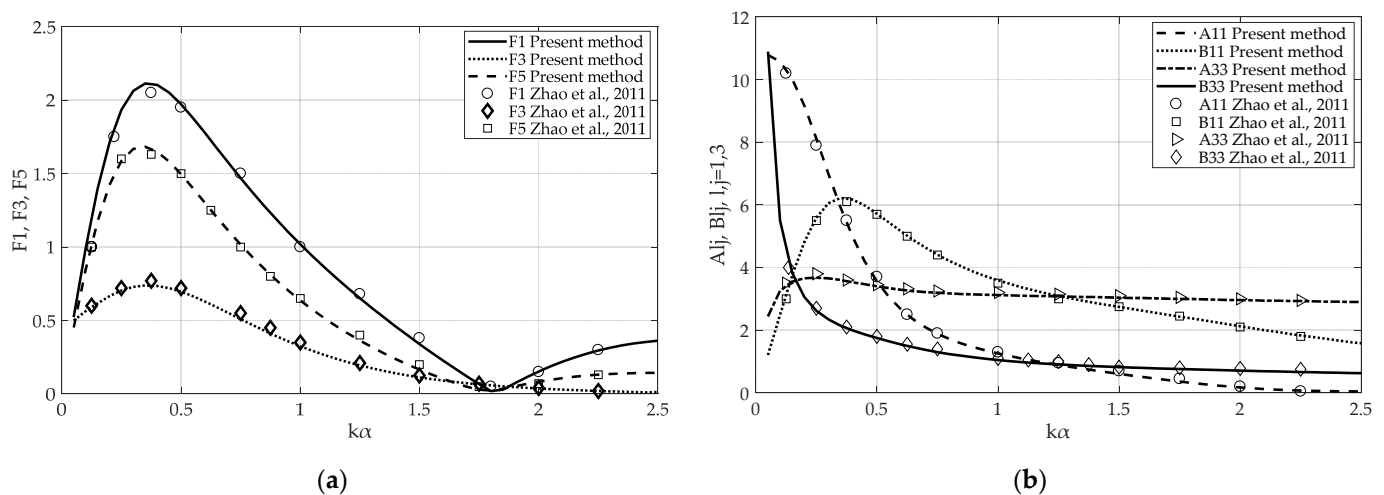 2.5
2
1.5
1
0.5
0
F1, F3, F5
F1 Present method
F3 Present method
F5 Present method
F1 Zhao et al., 2011
F3 Zhao et al., 2011
F5 Zhao et al., 2011
0 0.5 1 1.5 2 2.5
kα
(a)
12
10
8
6
4
2
0
Alj, Blj, l,j=1,3
A11 Present method
B11 Present method
A33 Present method
B33 Present method
A11 Zhao et al., 2011
B11 Zhao et al., 2011
A33 Zhao et al., 2011
B33 Zhao et al., 2011
0 0.5 1 1.5 2 2.5
kα
(b)